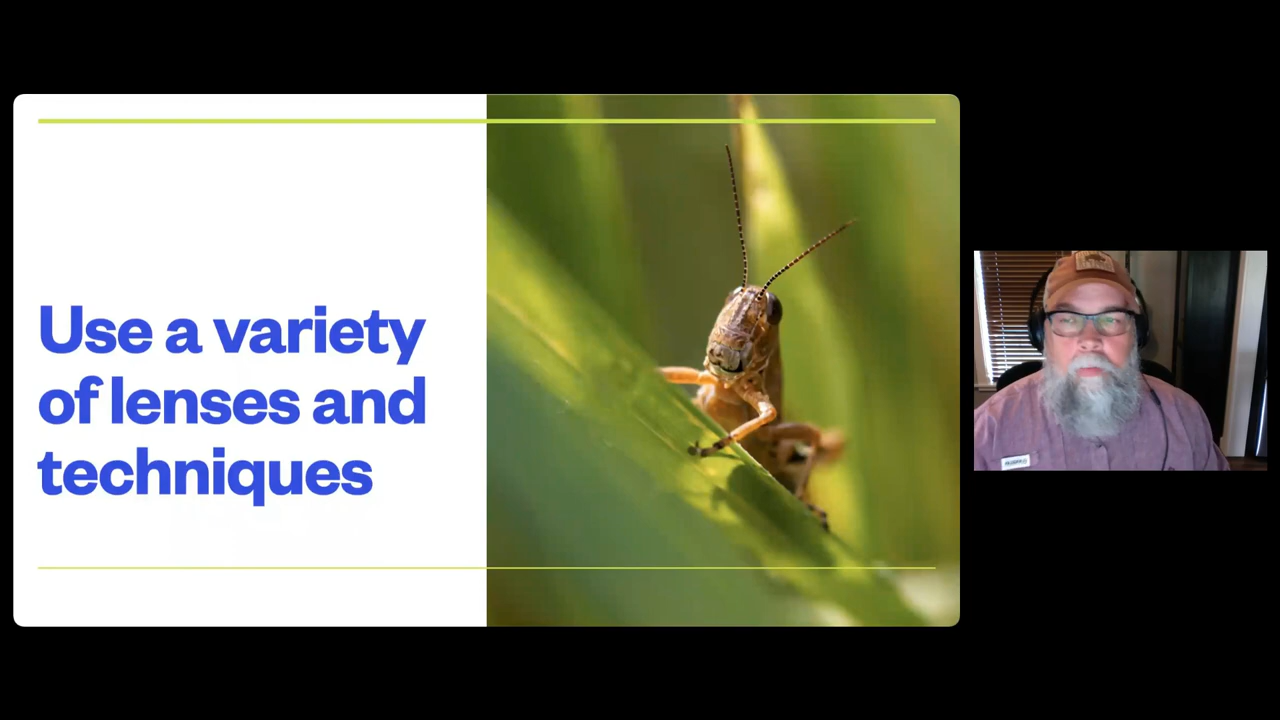 Use a variety
of lenses and
techniques